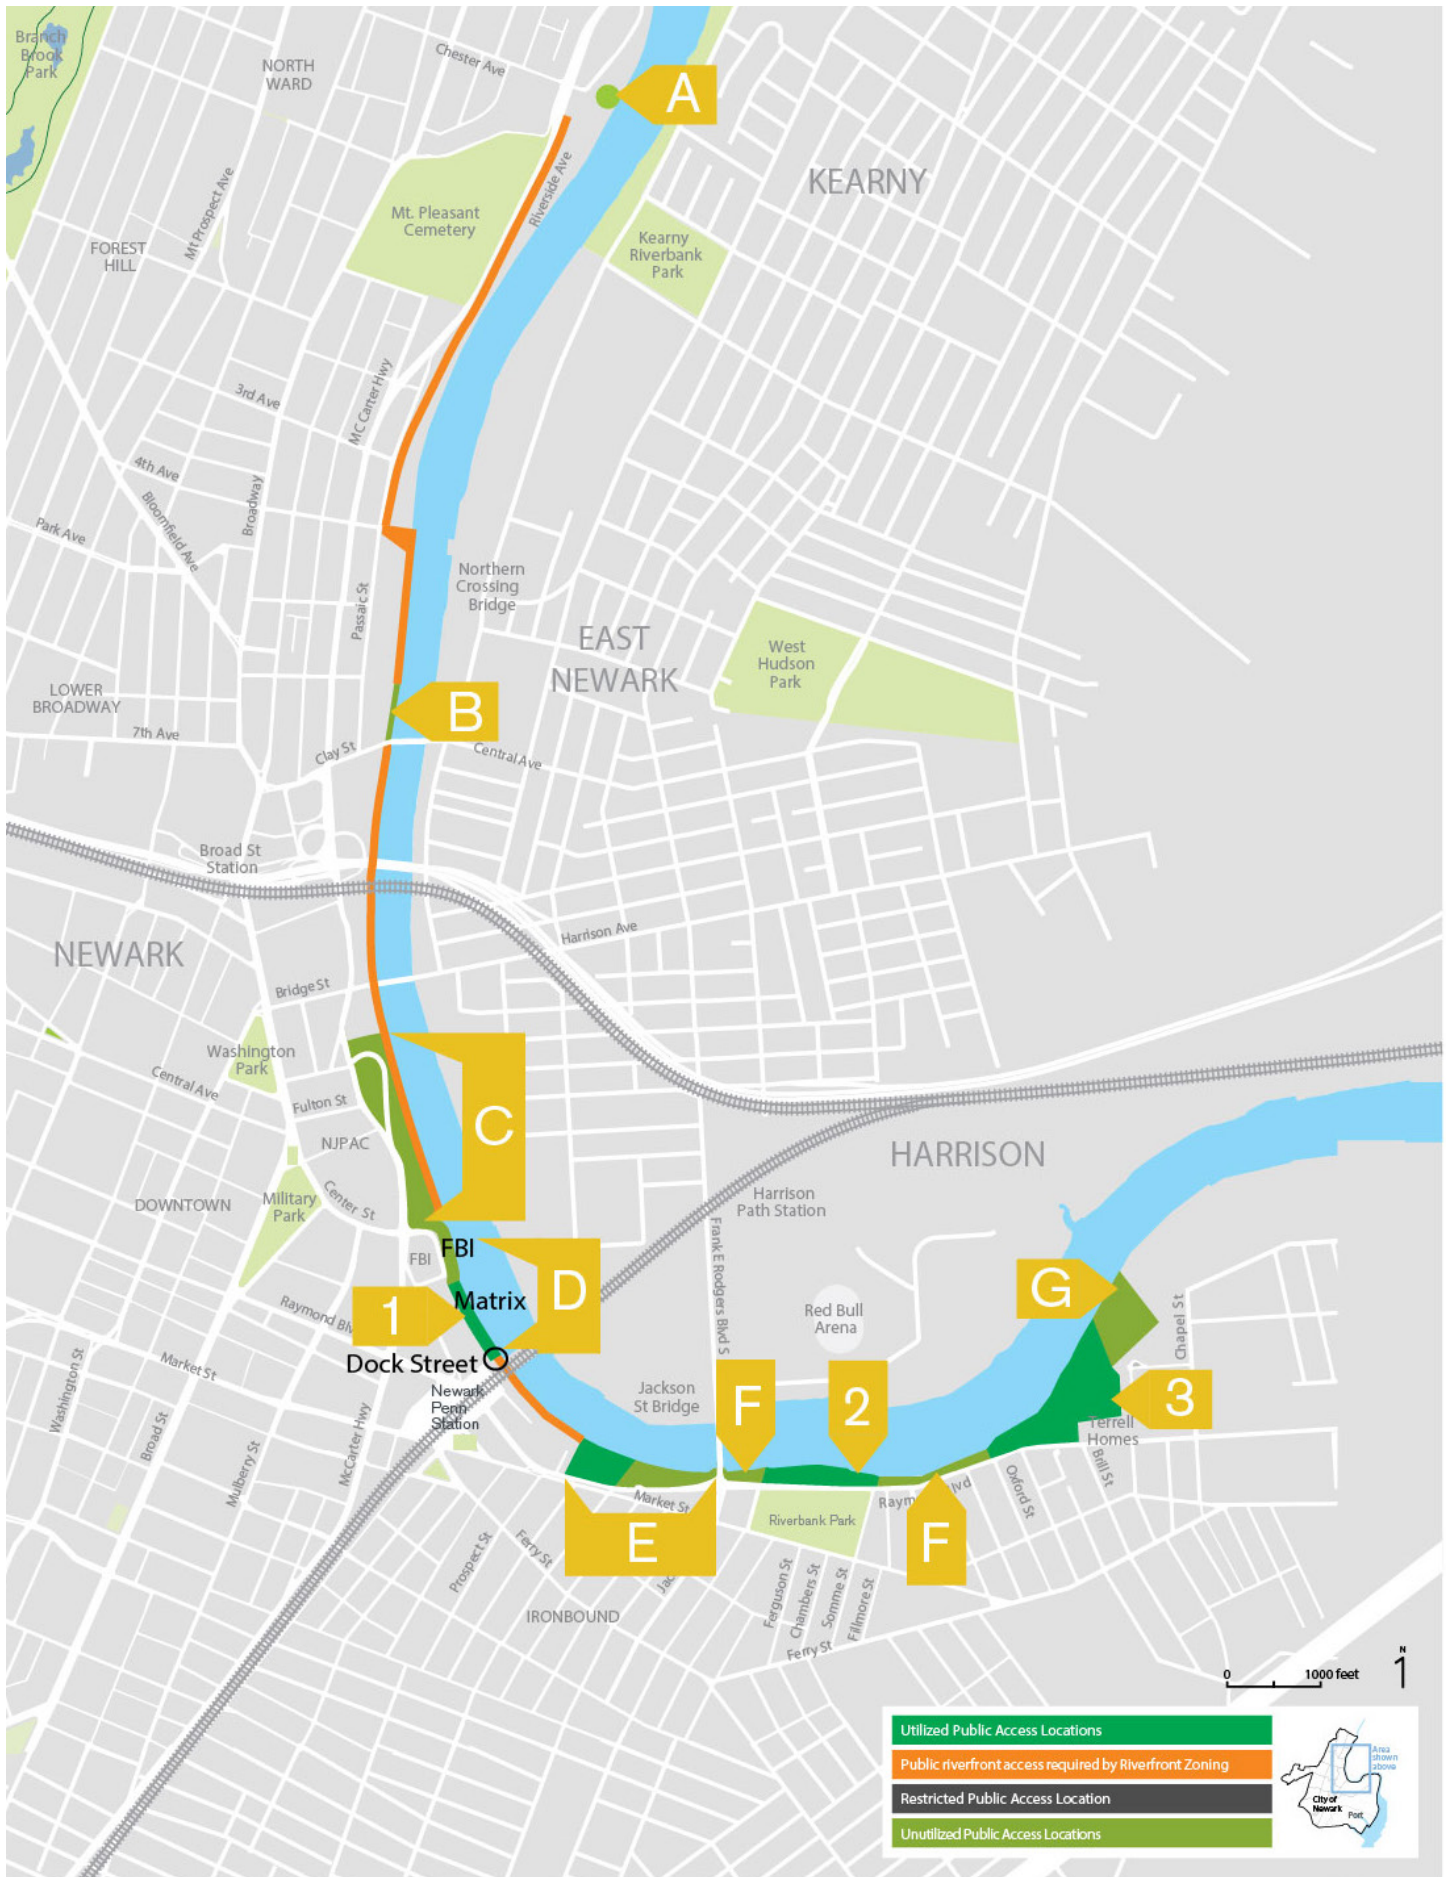 Branch
Brook
Park
NORTH
WARD
Chester Ave
A
KEARNY
Mt Prospect Ave
Riverside Ave
Mt. Pleasant
Cemetery
FOREST
HILL
Kearny
Riverbank
Park
MC Carter Hwy
3rd Ave
4th Ave
Broadway
Bloomfield Ave
Park Ave
Northern
Crossing
Bridge
Passaic St
EAST
NEWARK
West
Hudson
Park
LOWER
BROADWAY
B
7th Ave
Clay St
Central Ave
Broad St
Station
Harrison Ave
NEWARK
Bridge St
Washington
Park
Central Ave
Fulton St
C
NJPAC
HARRISON
DOWNTOWN
Military
Park
Center St
Harrison
Path Station
Frank E Rodgers Blvd S
FBI
FBI
D
G
1
Matrix
Raymond Blv
Red Bull
Arena
Chapel St
Dock Street
Market St
Washington St
Newark
Penn
Station
Jackson
St Bridge
F
2
3
Terrell
Homes
Broad St
Mulberry St
McCarter Hwy
Brill St
Oxford St
Market St
Raym
lvd
Riverbank Park
E
F
Prospect St
Ferry St
Jac
Ferguson St
Chambers St
Somme St
Fillmore St
IRONBOUND
Ferry St
0
1000 feet
N
1
Utilized Public Access Locations
Public riverfront access required by Riverfront Zoning
Restricted Public Access Location
Unutilized Public Access Locations
Area
shown
above
City of
Newark
Port